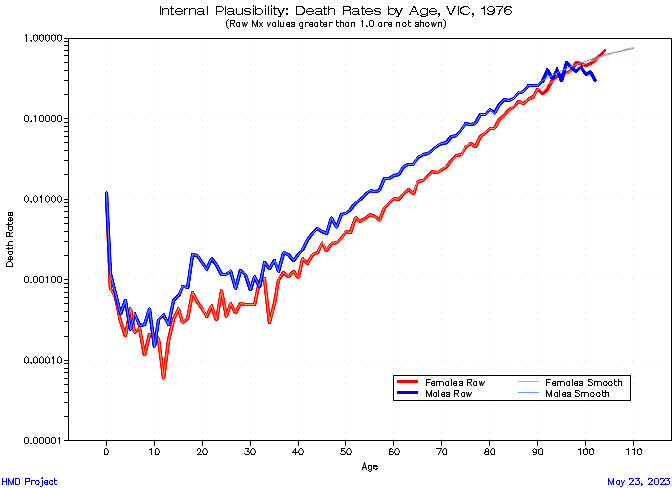 Internal Plausibility: Death Rates by Age, VIC, 1976
(Raw Mx values greater than 1.0 are not shown)
1.00000
0.10000
0.01000
0.00100
0.00010
0.00001
Death Rates
0 10 20 30 40 50 60 70 80 90 100 110
Age
Females Raw Females Smooth
Males Raw Males Smooth
HMD Project May 23, 2023